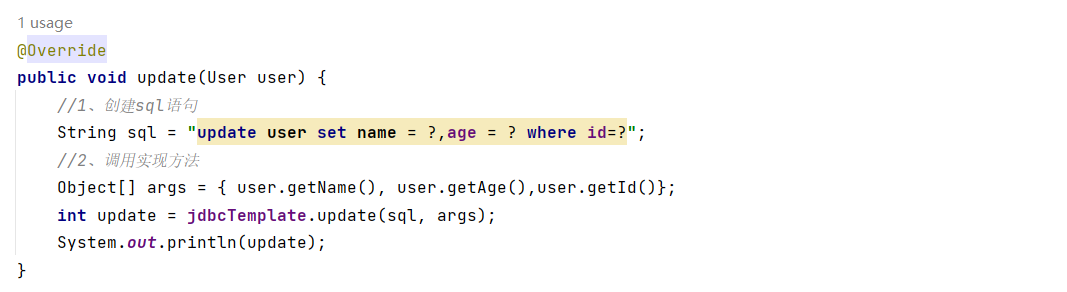 1 usage
@Override
public void update(User user) {
//1、创建sql语句
String sql = "update user set name = ?,age = ? where id=?";
//2、调用实现方法
Object[] args = { user.getName(), user.getAge(),user.getId()};
int update = jdbcTemplate.update(sql, args);
System.out.println(update);
}